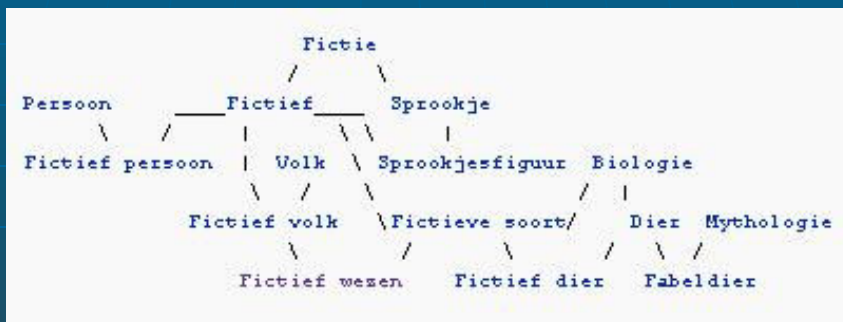 Fictie
Persoon Fictief Sprookje
Fictief persoon Volk Sprookjesfiguur Biologie
Fictief volk Fictieve soort Dier Mythologie
Fictief wezen Fictief dier Fabeldier